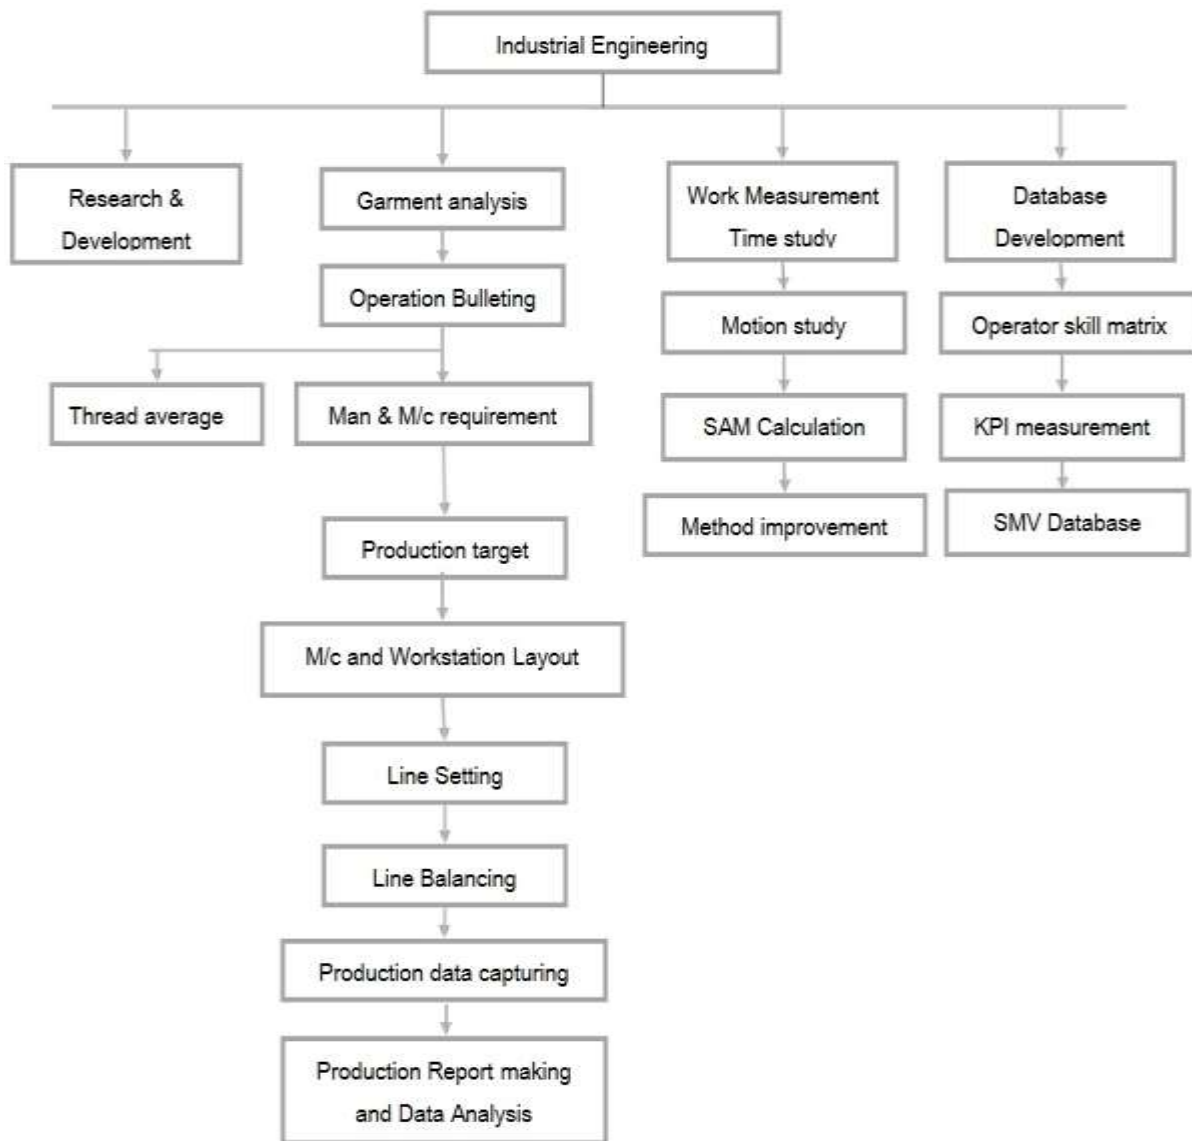 Industrial Engineering
Research &
Development
Garment analysis
Work Measurement
Time study
Database
Development
Operation Bulleting
Motion study
Operator skill matrix
Thread average
Man & M/c requirement
SAM Calculation
KPI measurement
Production target
Method improvement
SMV Database
M/c and Workstation Layout
Line Setting
Line Balancing
Production data capturing
Production Report making
and Data Analysis